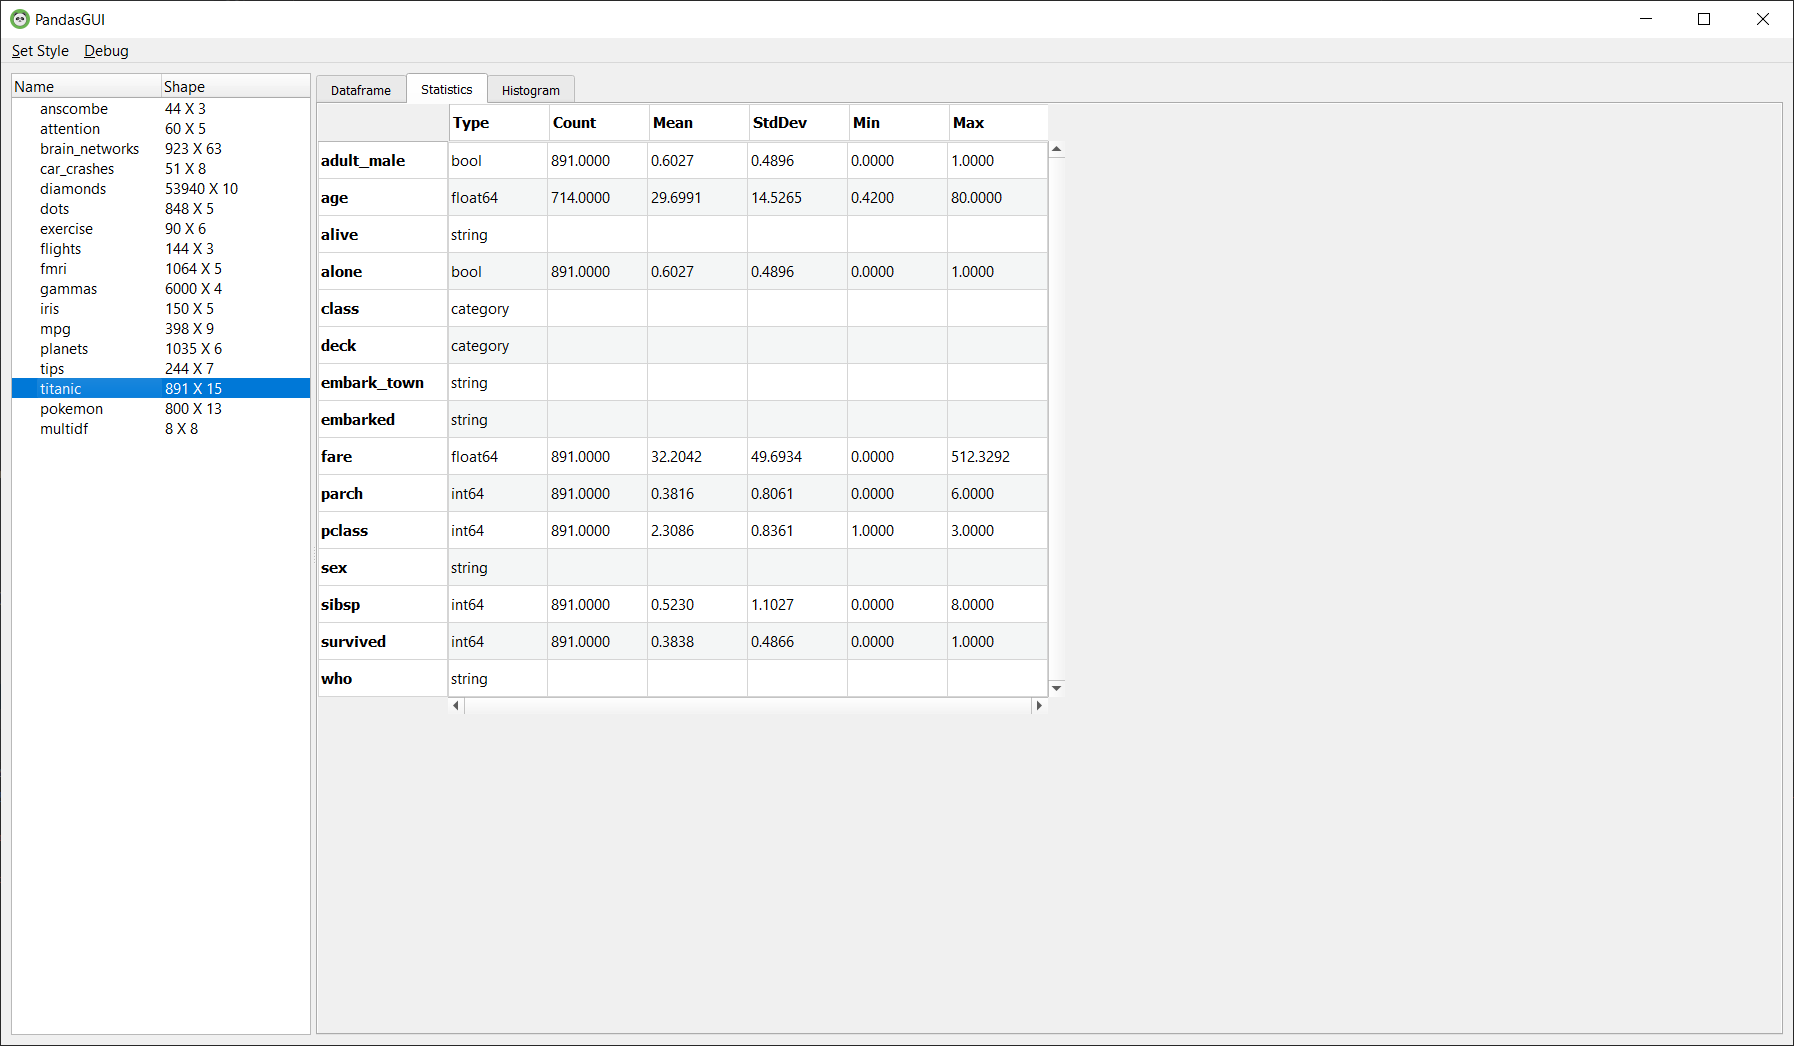 PandasGUI
Set Style Debug
Name Shape
anscombe 44 X 3
attention 60 X 5
brain_networks 923 X 63
car_crashes 51 X 8
diamonds 53940 X 10
dots 848 X 5
exercise 90 X 6
flights 144 X 3
fmri 1064 X 5
gammas 6000 X 4
iris 150 X 5
mpg 398 X 9
planets 1035 X 6
tips 244 X 7
titanic 891 X 15
pokemon 800 X 13
multidf 8 X 8
Dataframe Statistics Histogram
Type Count Mean StdDev Min Max
adult_male bool 891.0000 0.6027 0.4896 0.0000 1.0000
age float64 714.0000 29.6991 14.5265 0.4200 80.0000
alive string
alone bool 891.0000 0.6027 0.4896 0.0000 1.0000
class category
deck category
embark_town string
embarked string
fare float64 891.0000 32.2042 49.6934 0.0000 512.3292
parch int64 891.0000 0.3816 0.8061 0.0000 6.0000
pclass int64 891.0000 2.3086 0.8361 1.0000 3.0000
sex string
sibsp int64 891.0000 0.5230 1.1027 0.0000 8.0000
survived int64 891.0000 0.3838 0.4866 0.0000 1.0000
who string